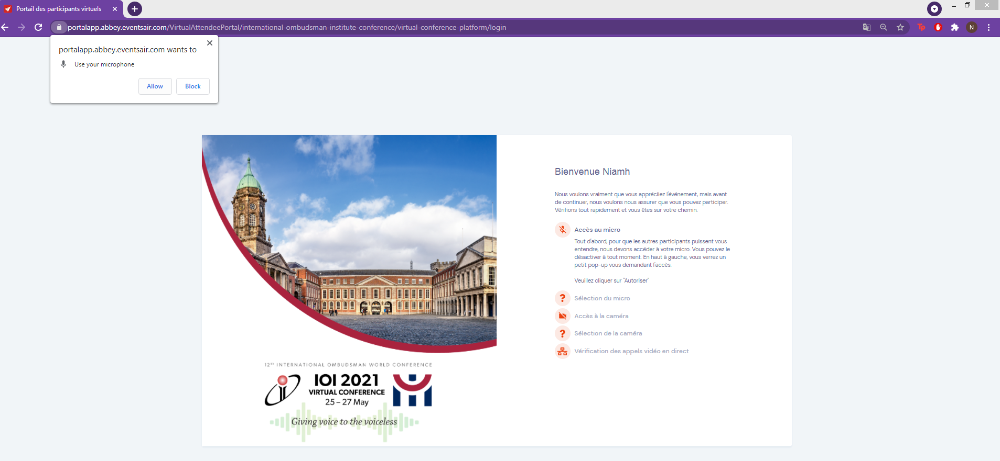 Portail des participants virtuels
portalapp.abbey.eventsair.com/VirtualAttendeePortal/international-ombudsman-institute-conference/virtual-conference-platform/login
Tp
N
portalapp.abbey.eventsair.com wants to
Use your microphone
Allow
Block
Bienvenue Niamh
Nous voulons vraiment que vous appréciiez l'événement, mais avant
de continuer, nous voulons nous assurer que vous pouvez participer.
Vérifions tout rapidement et vous êtes sur votre chemin.
Accès au micro
Tout d'abord, pour que les autres participants puissent vous
entendre, nous devons accéder à votre micro. Vous pouvez le
désactiver à tout moment. En haut à gauche, vous verrez un
petit pop-up vous demandant l'accès.
Veuillez cliquer sur "Autoriser"
Sélection du micro
Accès à la caméra
Sélection de la caméra
Vérification des appels vidéo en direct
12th INTERNATIONAL OMBUDSMAN WORLD CONFERENCE
IOI 2021
VIRTUAL CONFERENCE
25 – 27 May
Giving voice to the voiceless